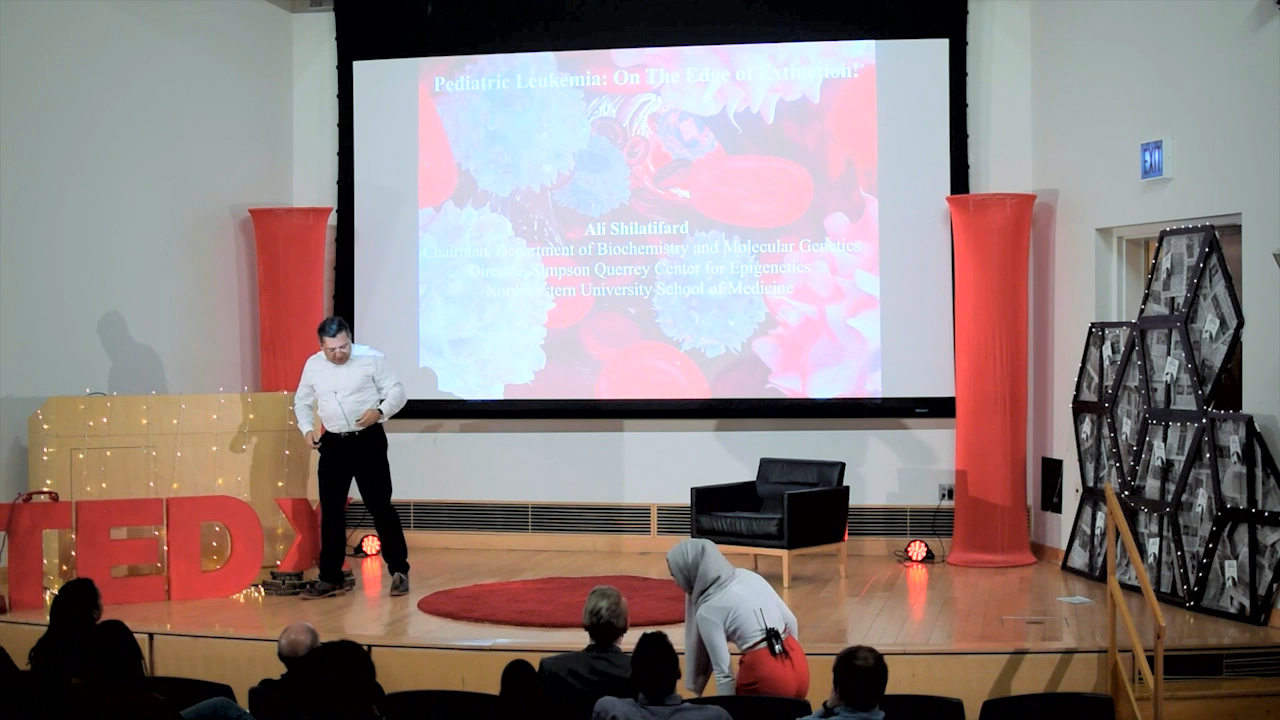 Pediatric Leukemia: On The Edge of Extinction!
EXIT
Ali Shilatifard
Chairman, Department of Biochemistry and Molecular Genetics
Director, Simpson Querrey Center for Epigenetics
Northwestern University School of Medicine
TEDx